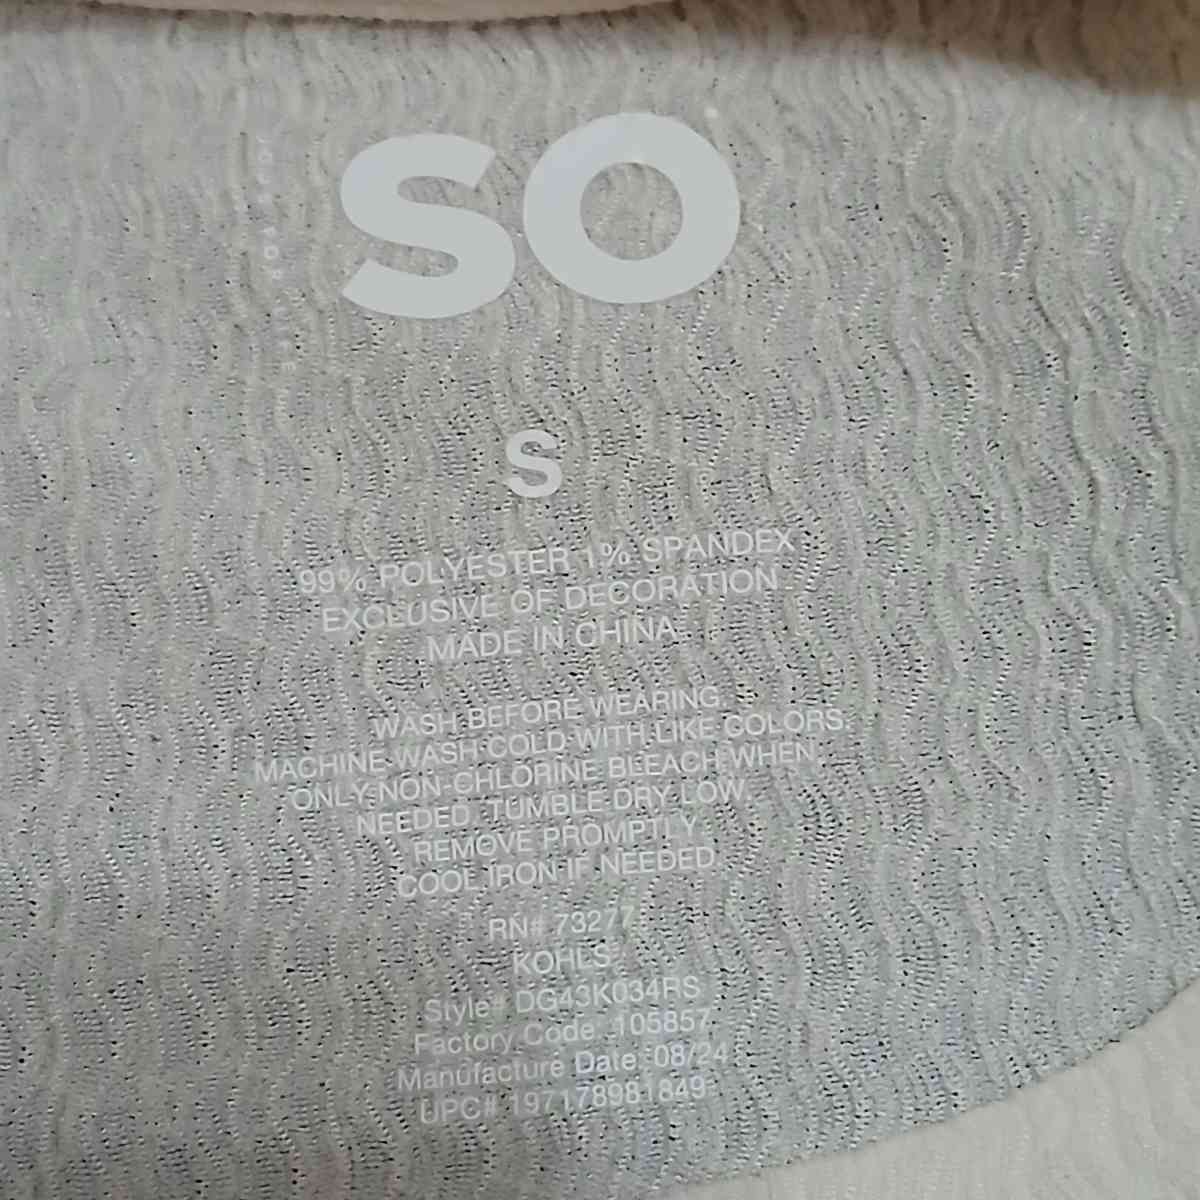 SO
S
99% POLYESTER 1% SPANDEX
EXCLUSIVE OF DECORATION
MADE IN CHINA
WASH BEFORE WEARING.
MACHINE WASH COLD WITH LIKE COLORS.
ONLY NON-CHLORINE BLEACH WHEN
NEEDED. TUMBLE DRY LOW.
REMOVE PROMPTLY.
COOL IRON IF NEEDED.
RN# 73277
KOHLS
Style# DG43K034RS
Factory Code: 105857
Manufacture Date: 08/24
UPC# 197178981849